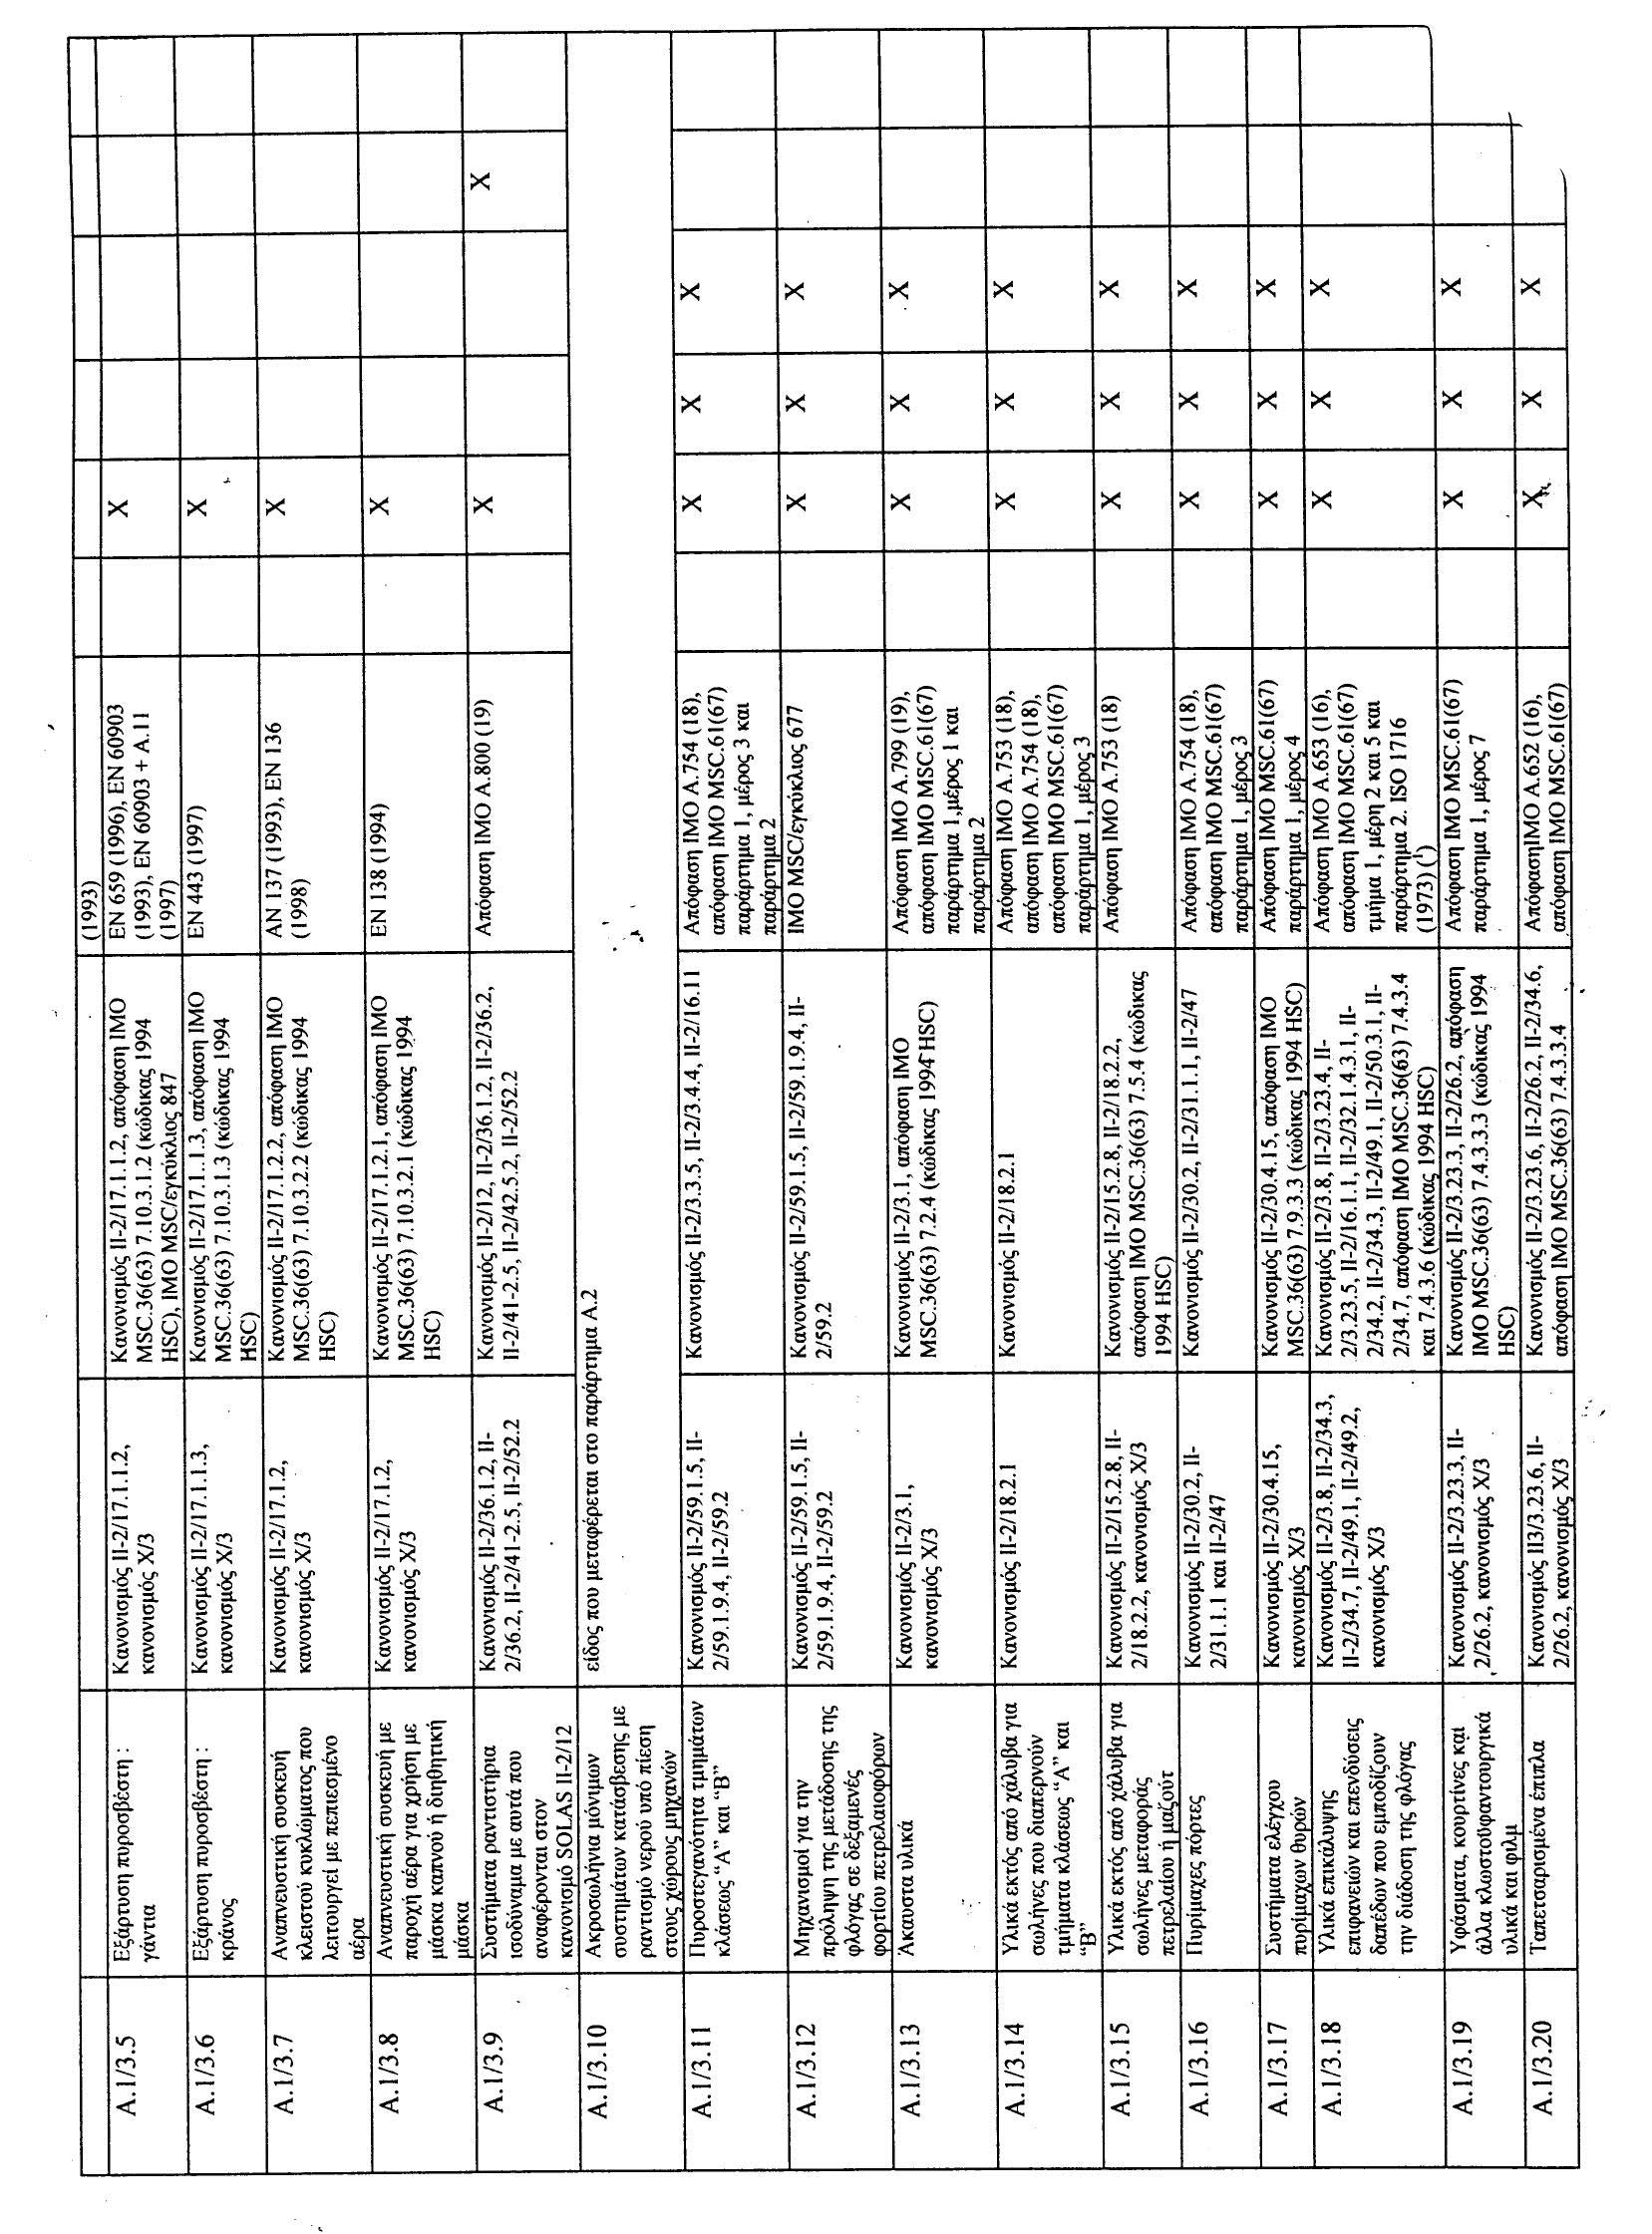 (1993)
A.1/3.5
Εξάρτυση πυροσβέστη :
γάντια
Κανονισμός II-2/17.1.1.2,
κανονισμός X/3
Κανονισμός II-2/17.1.1.2, απόφαση IMO
MSC.36(63) 7.10.3.1.2 (κώδικας 1994
HSC), IMO MSC/εγκύκλιος 847
EN 659 (1996), EN 60903
(1993), EN 60903 + A.11
(1997)
X
A.1/3.6
Εξάρτυση πυροσβέστη :
κράνος
Κανονισμός II-2/17.1.1.3,
κανονισμός X/3
Κανονισμός II-2/17.1.1.3, απόφαση IMO
MSC.36(63) 7.10.3.1.3 (κώδικας 1994
HSC)
EN 443 (1997)
X
A.1/3.7
Αναπνευστική συσκευή
κλειστού κυκλώματος που
λειτουργεί με πεπιεσμένο
αέρα
Κανονισμός II-2/17.1.2,
κανονισμός X/3
Κανονισμός II-2/17.1.2.2, απόφαση IMO
MSC.36(63) 7.10.3.2.2 (κώδικας 1994
HSC)
AN 137 (1993), EN 136
(1998)
X
A.1/3.8
Αναπνευστική συσκευή με
παροχή αέρα για χρήση με
μάσκα καπνού ή διηθητική
μάσκα
Κανονισμός II-2/17.1.2,
κανονισμός X/3
Κανονισμός II-2/17.1.2.1, απόφαση IMO
MSC.36(63) 7.10.3.2.1 (κώδικας 1994
HSC)
EN 138 (1994)
X
A.1/3.9
Συστήματα ραντιστήρια
ισοδύναμα με αυτά που
αναφέρονται στον
κανονισμό SOLAS II-2/12
Κανονισμός II-2/36.1.2, II-
2/36.2, II-2/41-2.5, II-2/52.2
Κανονισμός II-2/12, II-2/36.1.2, II-2/36.2,
II-2/41-2.5, II-2/42.5.2, II-2/52.2
Απόφαση IMO A.800 (19)
X X
A.1/3.10
Ακροσωλήνια μόνιμων
συστημάτων κατάσβεσης με
ραντισμό νερού υπό πίεση
στους χώρους μηχανών
είδος που μεταφέρεται στο παράρτημα Α.2
A.1/3.11
Πυροστεγανότητα τμημάτων
κλάσεως “Α” και “Β”
Κανονισμός II-2/59.1.5, II-
2/59.1.9.4, II-2/59.2
Κανονισμός II-2/3.3.5, II-2/3.4.4, II-2/16.11
Απόφαση IMO A.754 (18),
απόφαση IMO MSC.61(67)
παράρτημα 1, μέρος 3 και
παράρτημα 2
X X X
A.1/3.12
Μηχανισμοί για την
πρόληψη της μετάδοσης της
φλόγας σε δεξαμενές
φορτίου πετρελαιοφόρων
Κανονισμός II-2/59.1.5, II-
2/59.1.9.4, II-2/59.2
Κανονισμός II-2/59.1.5, II-2/59.1.9.4, II-
2/59.2
IMO MSC/εγκύκλιος 677
X X X
A.1/3.13
Άκαυστα υλικά
Κανονισμός II-2/3.1,
κανονισμός X/3
Κανονισμός II-2/3.1, απόφαση IMO
MSC.36(63) 7.2.4 (κώδικας 1994 HSC)
Απόφαση IMO A.799 (19),
απόφαση IMO MSC.61(67)
παράρτημα 1,μέρος 1 και
παράρτημα 2
X X X
A.1/3.14
Υλικά εκτός από χάλυβα για
σωλήνες που διαπερνούν
τμήματα κλάσεως “Α” και
“Β”
Κανονισμός II-2/18.2.1
Κανονισμός II-2/18.2.1
Απόφαση IMO A.753 (18),
απόφαση IMO A.754 (18),
απόφαση IMO MSC.61(67)
παράρτημα 1, μέρος 3
X X X
A.1/3.15
Υλικά εκτός από χάλυβα για
σωλήνες μεταφοράς
πετρελαίου ή μαζούτ
Κανονισμός II-2/15.2.8, II-
2/18.2.2, κανονισμός X/3
Κανονισμός II-2/15.2.8, II-2/18.2.2,
απόφαση IMO MSC.36(63) 7.5.4 (κώδικας
1994 HSC)
Απόφαση IMO A.753 (18)
X X X
A.1/3.16
Πυρίμαχες πόρτες
Κανονισμός II-2/30.2, II-
2/31.1.1 και II-2/47
Κανονισμός II-2/30.2, II-2/31.1.1, II-2/47
Απόφαση IMO A.754 (18),
απόφαση IMO MSC.61(67)
παράρτημα 1, μέρος 3
X X X
A.1/3.17
Συστήματα ελέγχου
πυρίμαχων θυρών
Κανονισμός II-2/30.4.15,
κανονισμός X/3
Κανονισμός II-2/30.4.15, απόφαση IMO
MSC.36(63) 7.9.3.3 (κώδικας 1994 HSC)
Απόφαση IMO MSC.61(67)
παράρτημα 1, μέρος 4
X X X
A.1/3.18
Υλικά επικάλυψης
επιφανειών και επενδύσεις
δαπέδων που εμποδίζουν
την διάδοση της φλόγας
Κανονισμός II-2/3.8, II-2/34.3,
II-2/34.7, II-2/49.1, II-2/49.2,
κανονισμός X/3
Κανονισμός II-2/3.8, II-2/3.23.4, II-
2/3.23.5, II-2/16.1.1, II-2/32.1.4.3.1, II-
2/34.2, II-2/34.3, II-2/49.1, II-2/50.3.1, II-
2/34.7, απόφαση IMO MSC.36(63) 7.4.3.4
και 7.4.3.6 (κώδικας 1994 HSC)
Απόφαση IMO A.653 (16),
απόφαση IMO MSC.61(67)
τμήμα 1, μέρη 2 και 5 και
παράρτημα 2. ISO 1716
(1973) (¹)
X X X
A.1/3.19
Υφάσματα, κουρτίνες και
άλλα κλωστοϋφαντουργικά
υλικά και φιλμ
Κανονισμός II-2/3.23.3, II-
2/26.2, κανονισμός X/3
Κανονισμός II-2/3.23.3, II-2/26.2, απόφαση
IMO MSC.36(63) 7.4.3.3.3 (κώδικας 1994
HSC)
Απόφαση IMO MSC.61(67)
παράρτημα 1, μέρος 7
X X X
A.1/3.20
Ταπετσαρισμένα έπιπλα
Κανονισμός II3/3.23.6, II-
2/26.2, κανονισμός X/3
Κανονισμός II-2/3.23.6, II-2/26.2, II-2/34.6,
απόφαση IMO MSC.36(63) 7.4.3.3.4
ΑπόφασηIMO A.652 (16),
απόφαση IMO MSC.61(67)
X X X